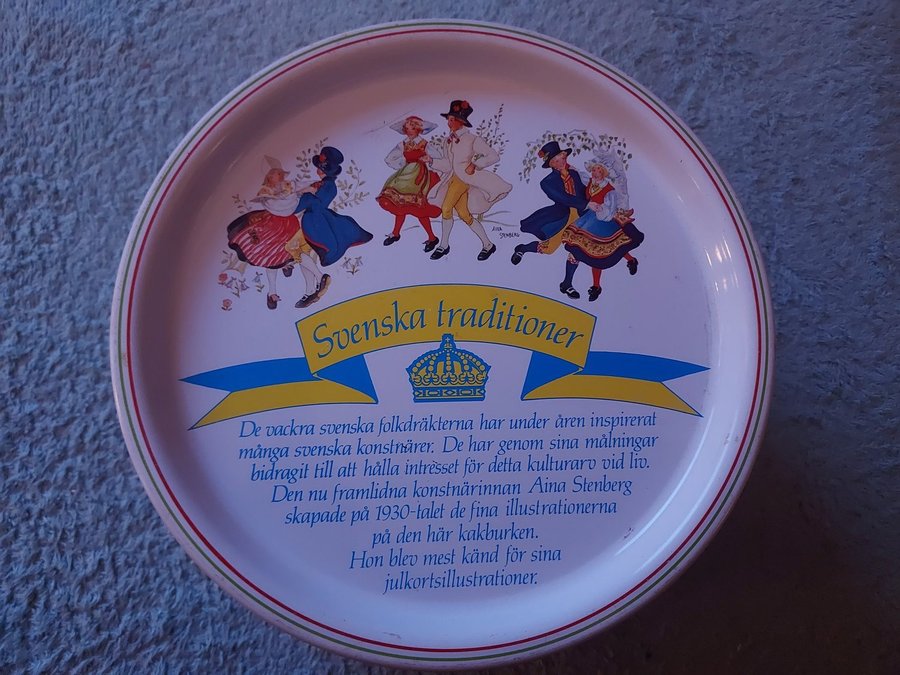 AINA
STENBERG
Svenska traditioner
De vackra svenska folkdräkterna har under åren inspirerat
många svenska konstnärer. De har genom sina målningar
bidragit till att hålla intresset för detta kulturarv vid liv.
Den nu framlidna konstnärinnan Aina Stenberg
skapade på 1930-talet de fina illustrationerna
på den här kakburken.
Hon blev mest känd för sina
julkortsillustrationer.